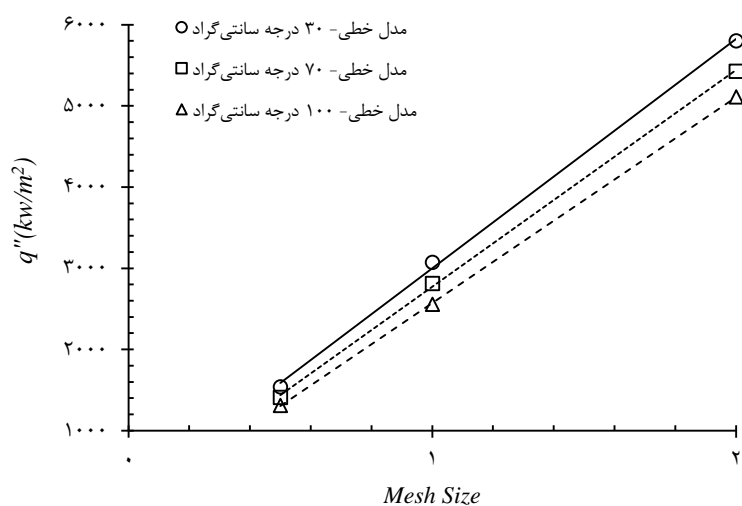 ۶۰۰۰
۵۰۰۰
۴۰۰۰
۳۰۰۰
۲۰۰۰
۱۰۰۰
q"(kw/m²)
مدل خطی- ۳۰ درجه سانتی‌گراد
مدل خطی- ۷۰ درجه سانتی‌گراد
مدل خطی- ۱۰۰ درجه سانتی‌گراد
۰ ۱ ۲
Mesh Size